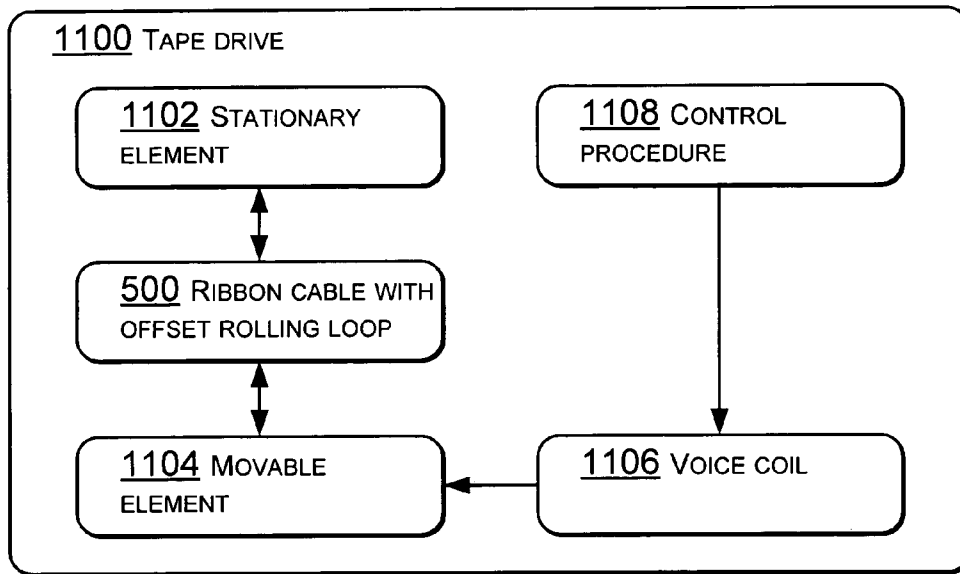 1100 TAPE DRIVE
1102 STATIONARY
ELEMENT
1108 CONTROL
PROCEDURE
500 RIBBON CABLE WITH
OFFSET ROLLING LOOP
1104 MOVABLE
ELEMENT
1106 VOICE COIL